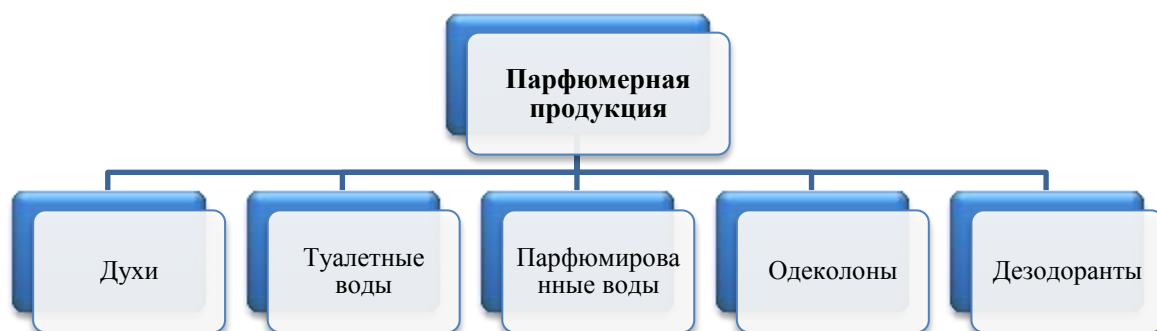 Парфюмерная
продукция
Духи
Туалетные
воды
Парфюмирова
нные воды
Одеколоны
Дезодоранты